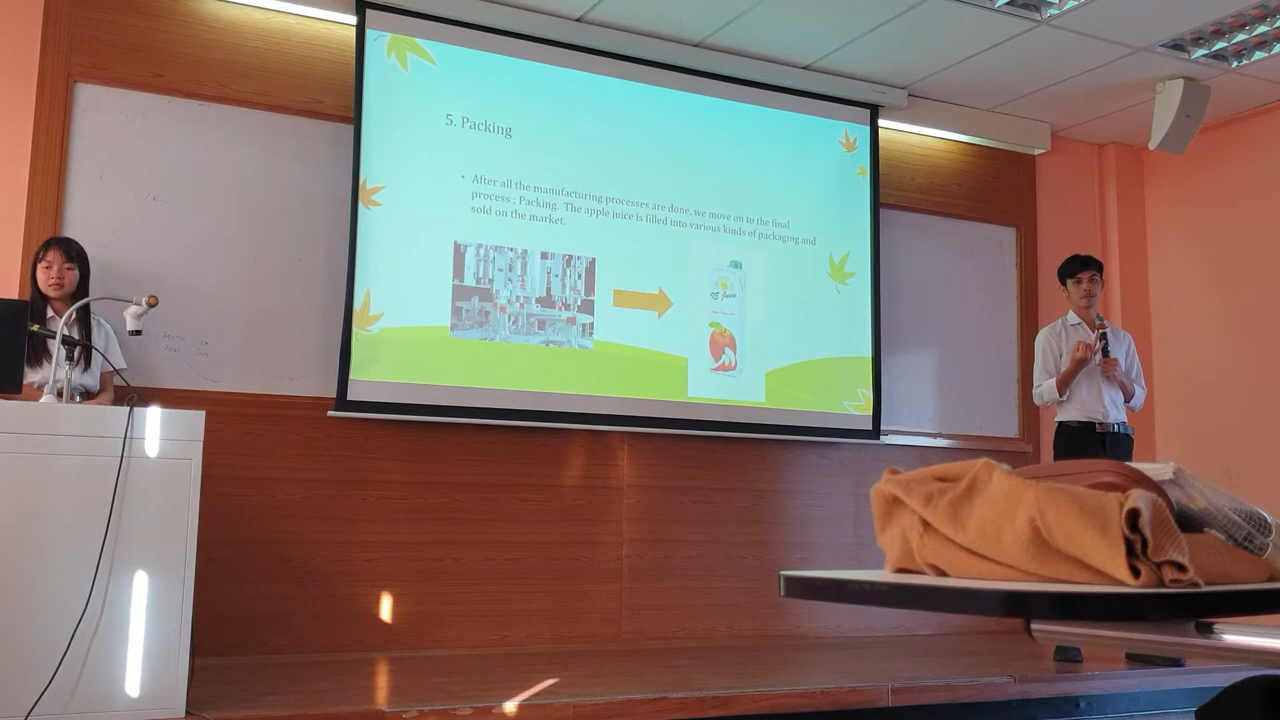 5. Packing
• After all the manufacturing processes are done, we move on to the final
process ; Packing. The apple juice is filled into various kinds of packaging and
sold on the market.